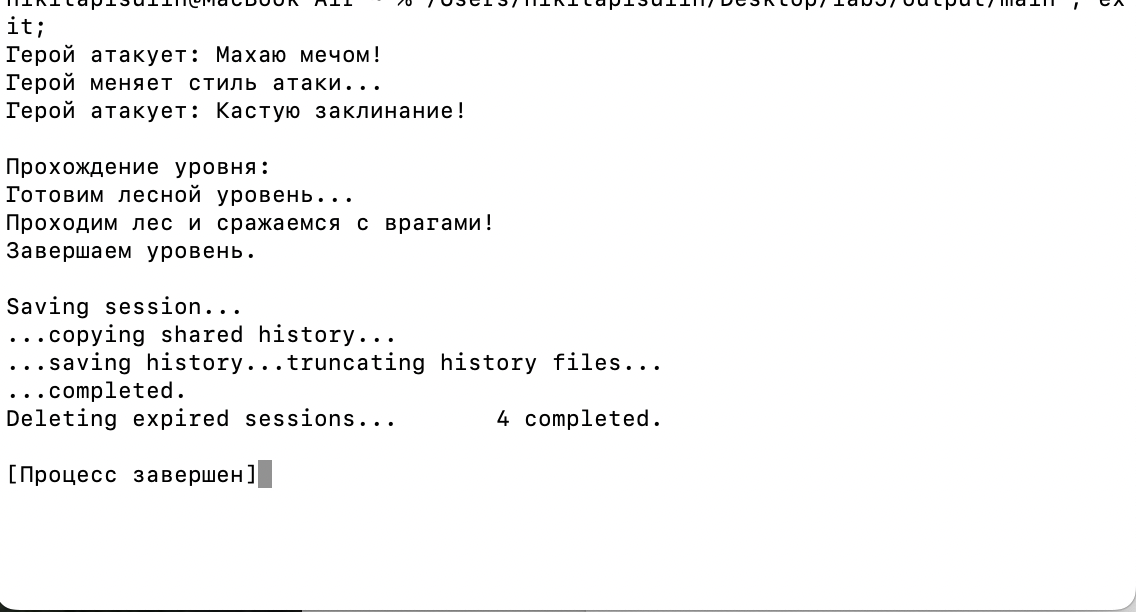 nikitapisulin@MacBook-Air ~ % /Users/nikitapisulin/Desktop/lab5/output/main ; ex
it;
Герой атакует: Махаю мечом!
Герой меняет стиль атаки...
Герой атакует: Кастую заклинание!
Прохождение уровня:
Готовим лесной уровень...
Проходим лес и сражаемся с врагами!
Завершаем уровень.
Saving session...
...copying shared history...
...saving history...truncating history files...
...completed.
Deleting expired sessions...       4 completed.
[Процесс завершен]